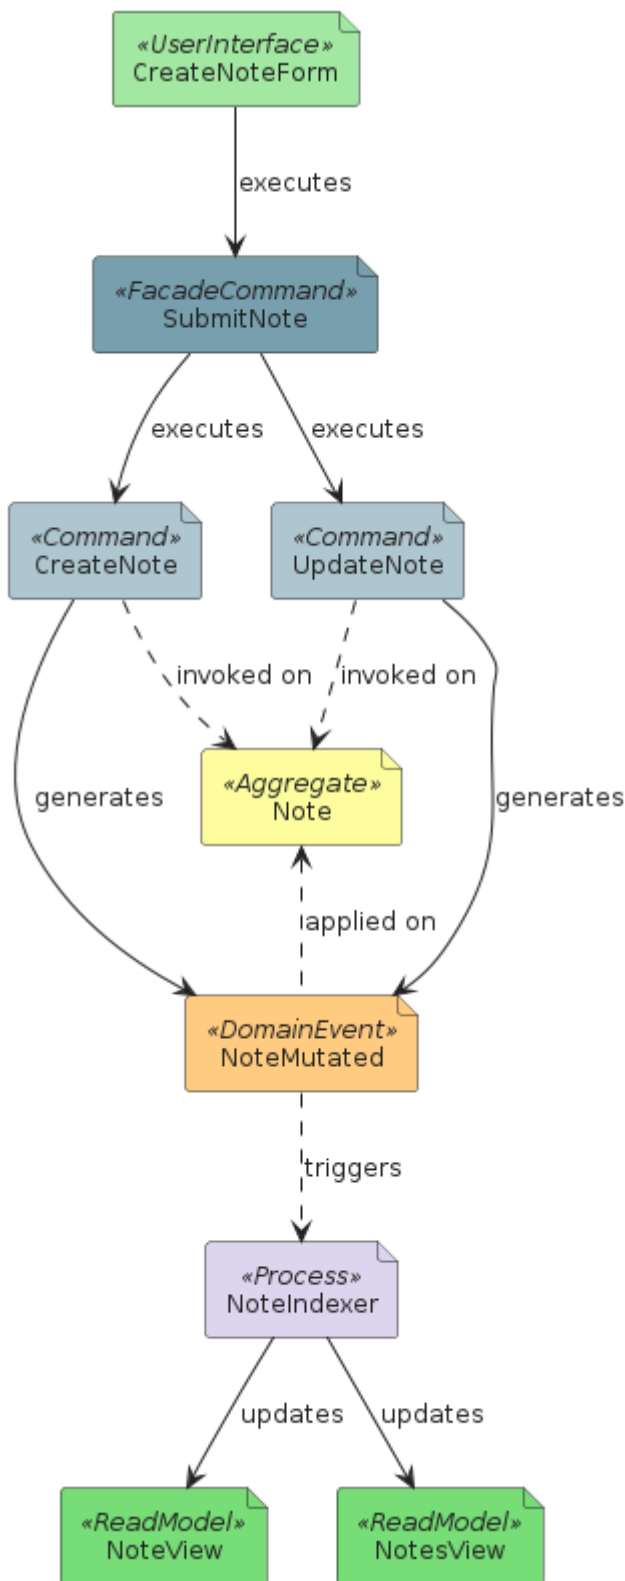 «UserInterface»
CreateNoteForm
executes
«FacadeCommand»
SubmitNote
executes
executes
«Command»
CreateNote
«Command»
UpdateNote
invoked on
invoked on
«Aggregate»
Note
generates
generates
applied on
«DomainEvent»
NoteMutated
triggers
«Process»
NoteIndexer
updates
updates
«ReadModel»
NoteView
«ReadModel»
NotesView